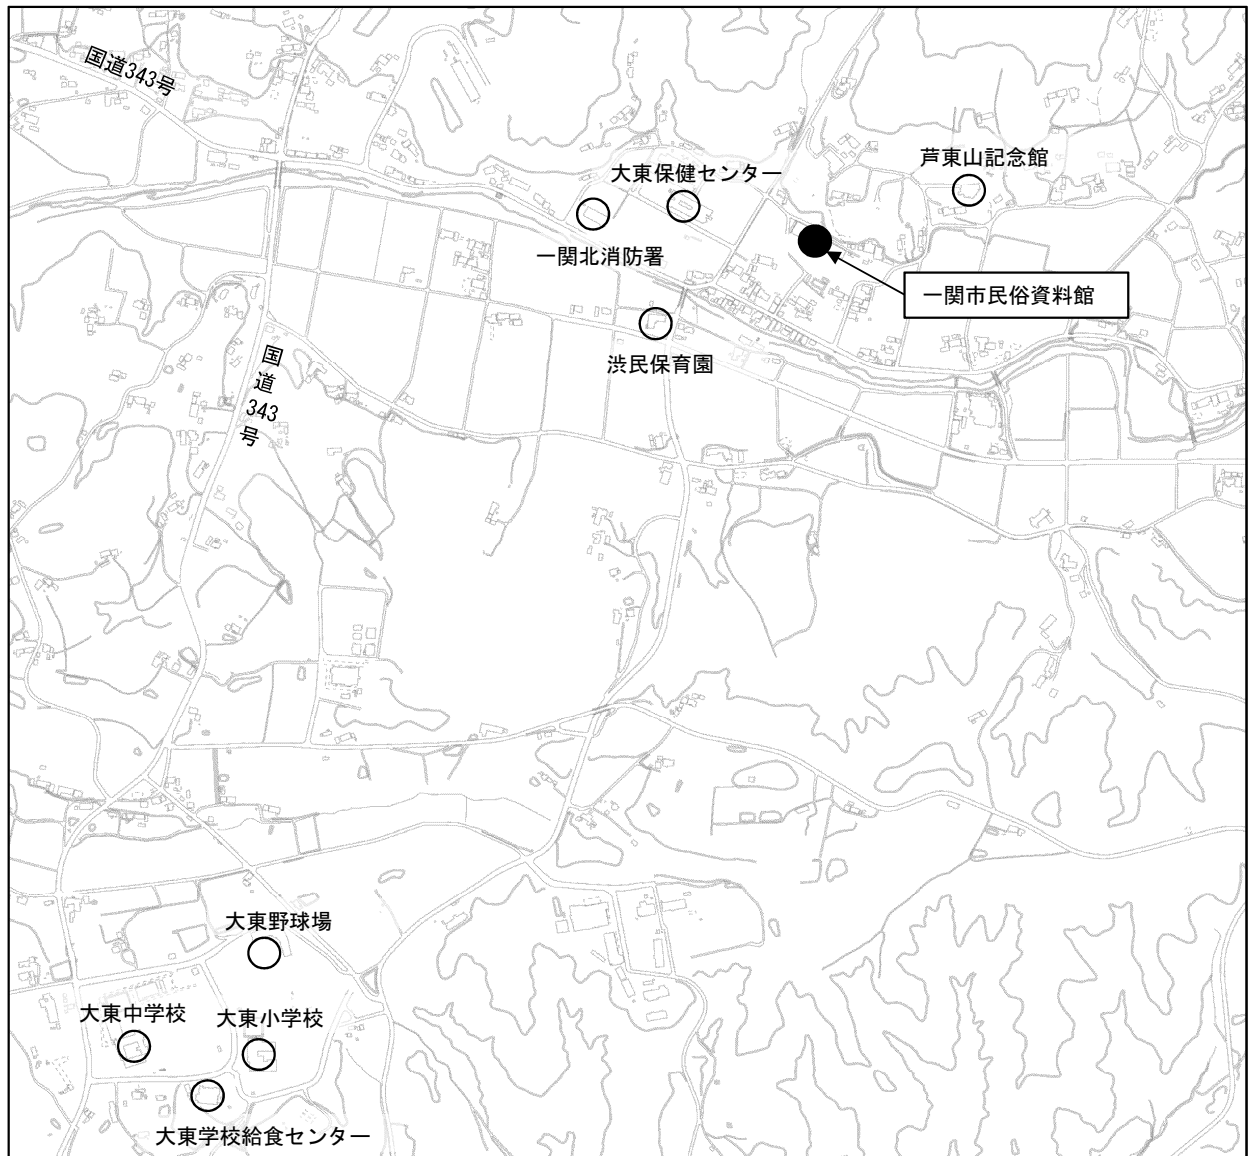 国道343号
芦東山記念館
大東保健センター
一関北消防署
一関市民俗資料館
渋民保育園
国道343号
大東野球場
大東中学校
大東小学校
大東学校給食センター